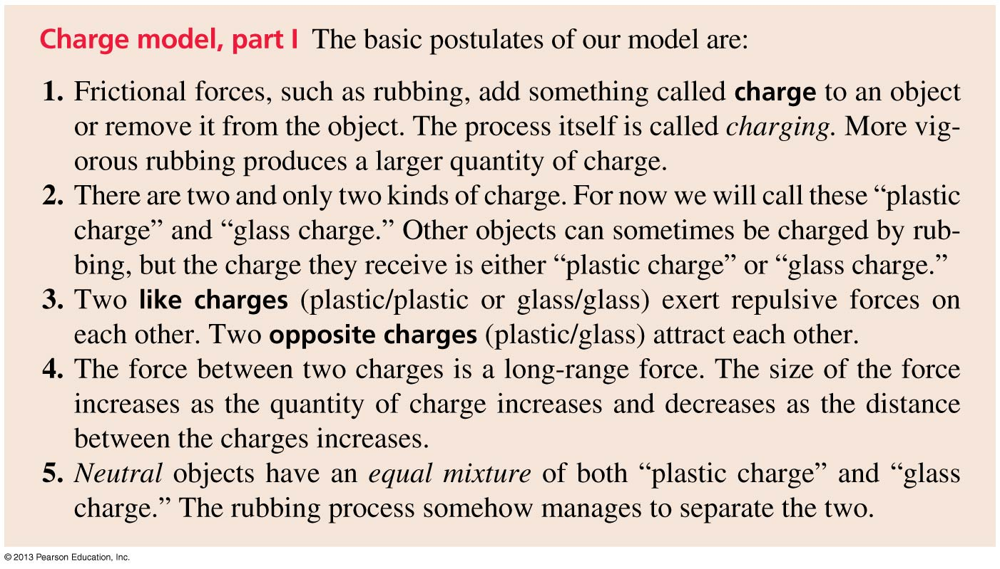 Charge model, part I The basic postulates of our model are:
1. Frictional forces, such as rubbing, add something called charge to an object
or remove it from the object. The process itself is called charging. More vig-
orous rubbing produces a larger quantity of charge.
2. There are two and only two kinds of charge. For now we will call these “plastic
charge” and “glass charge.” Other objects can sometimes be charged by rub-
bing, but the charge they receive is either “plastic charge” or “glass charge.”
3. Two like charges (plastic/plastic or glass/glass) exert repulsive forces on
each other. Two opposite charges (plastic/glass) attract each other.
4. The force between two charges is a long-range force. The size of the force
increases as the quantity of charge increases and decreases as the distance
between the charges increases.
5. Neutral objects have an equal mixture of both “plastic charge” and “glass
charge.” The rubbing process somehow manages to separate the two.
© 2013 Pearson Education, Inc.